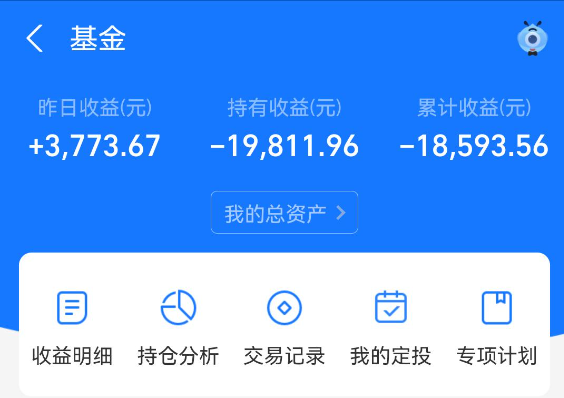 基金
昨日收益(元) 持有收益(元) 累计收益(元)
+3,773.67 -19,811.96 -18,593.56
我的总资产 >
收益明细 持仓分析 交易记录 我的定投 专项计划